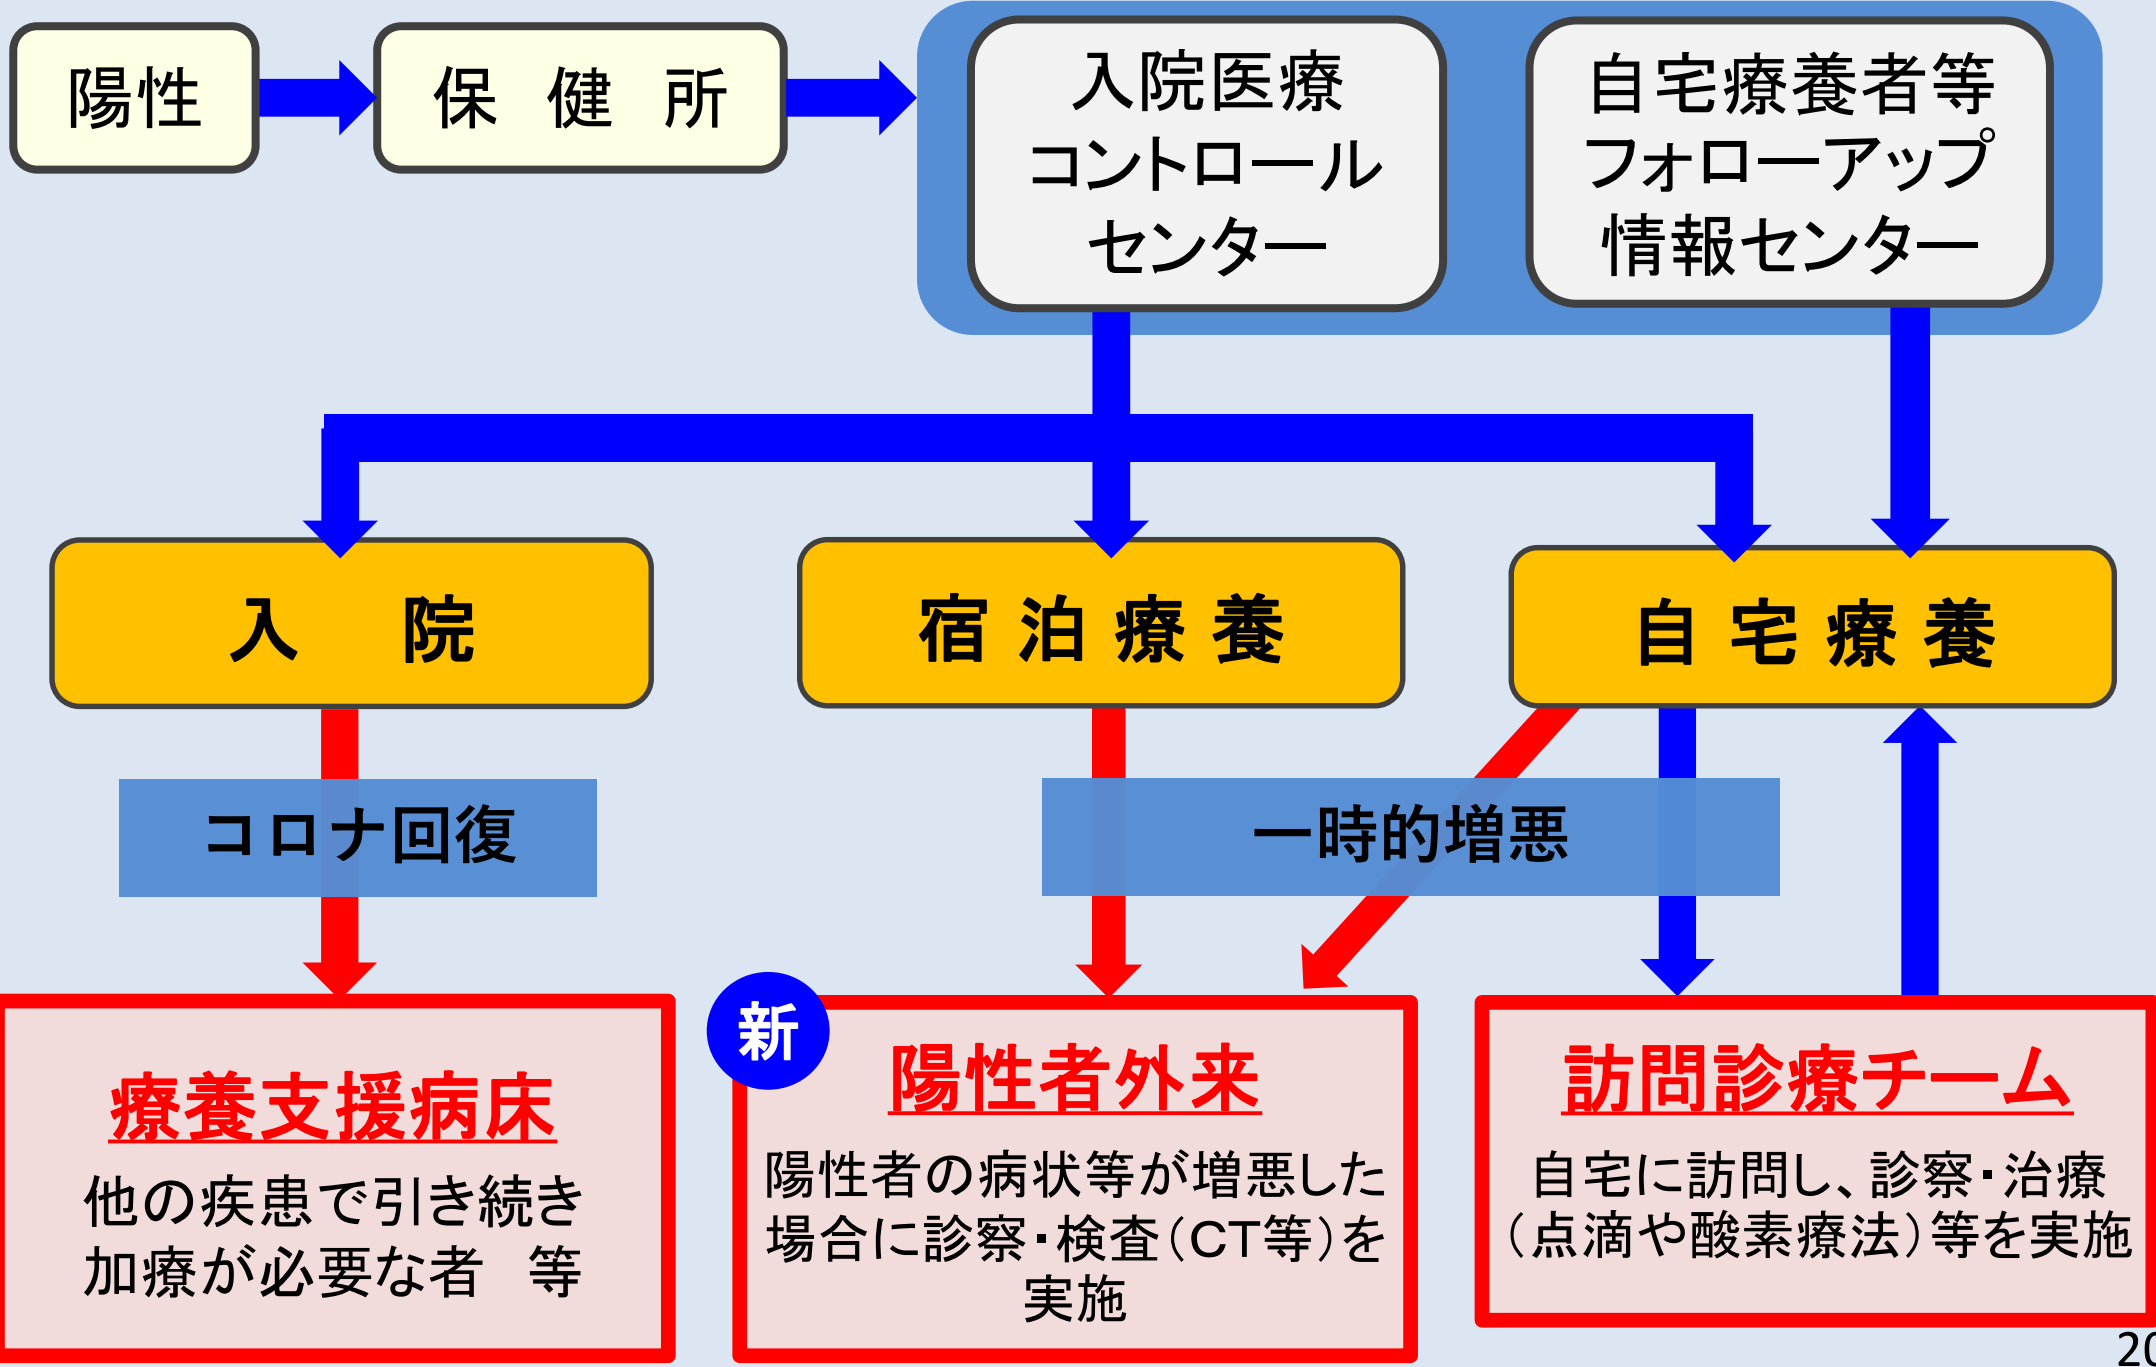 陽性
保　健　所
入院医療
コントロール
センター
自宅療養者等
フォローアップ
情報センター
入　院
宿 泊 療 養
自 宅 療 養
コロナ回復
一時的増悪
療養支援病床
他の疾患で引き続き
加療が必要な者　等
新
陽性者外来
陽性者の病状等が増悪した
場合に診察・検査（CT等）を
実施
訪問診療チーム
自宅に訪問し、診察・治療
（点滴や酸素療法）等を実施
20